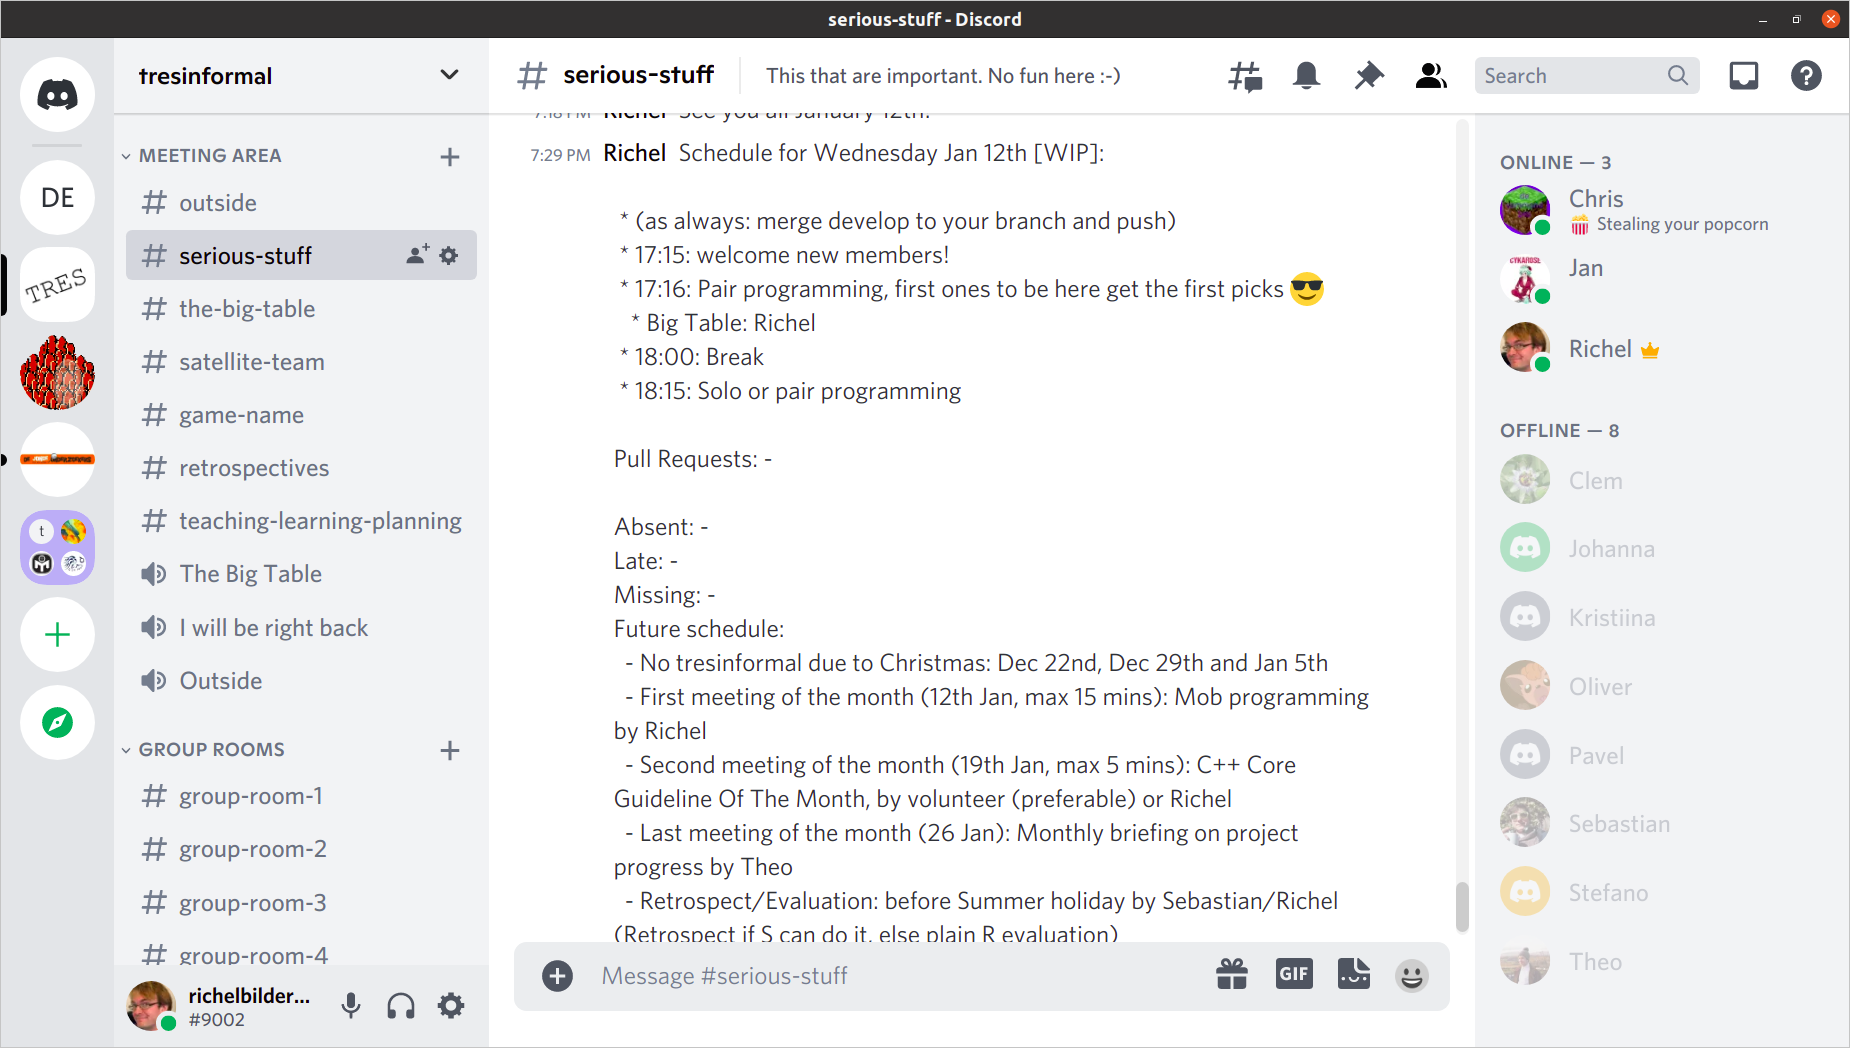 serious-stuff - Discord
tresinformal
# serious-stuff
This that are important. No fun here :-)
Search
DE
TRES
t
MEETING AREA
# outside
# serious-stuff
# the-big-table
# satellite-team
# game-name
# retrospectives
# teaching-learning-planning
The Big Table
I will be right back
Outside
GROUP ROOMS
# group-room-1
# group-room-2
# group-room-3
# group-room-4
richelbilder...
#9002
7:18 PM Richel See you all January 12th!
7:29 PM Richel Schedule for Wednesday Jan 12th [WIP]:
* (as always: merge develop to your branch and push)
* 17:15: welcome new members!
* 17:16: Pair programming, first ones to be here get the first picks 😎
* Big Table: Richel
* 18:00: Break
* 18:15: Solo or pair programming
Pull Requests: -
Absent: -
Late: -
Missing: -
Future schedule:
- No tresinformal due to Christmas: Dec 22nd, Dec 29th and Jan 5th
- First meeting of the month (12th Jan, max 15 mins): Mob programming
by Richel
- Second meeting of the month (19th Jan, max 5 mins): C++ Core
Guideline Of The Month, by volunteer (preferable) or Richel
- Last meeting of the month (26 Jan): Monthly briefing on project
progress by Theo
- Retrospect/Evaluation: before Summer holiday by Sebastian/Richel
(Retrospect if S can do it, else plain R evaluation)
Message #serious-stuff
GIF
ONLINE — 3
Chris
🍿 Stealing your popcorn
Jan
Richel
OFFLINE — 8
Clem
Johanna
Kristiina
Oliver
Pavel
Sebastian
Stefano
Theo